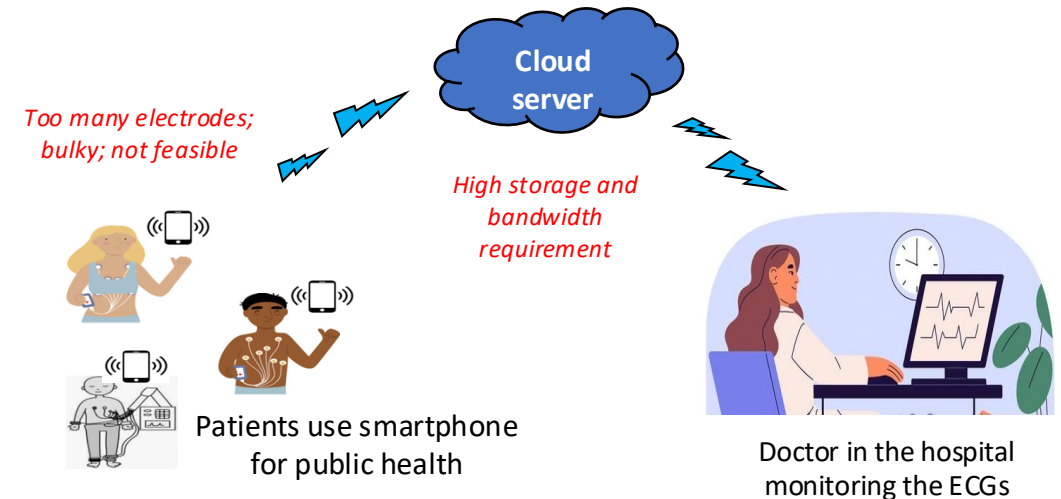 Cloud
server
Too many electrodes;
bulky; not feasible
High storage and
bandwidth
requirement
Patients use smartphone
for public health
Doctor in the hospital
monitoring the ECGs